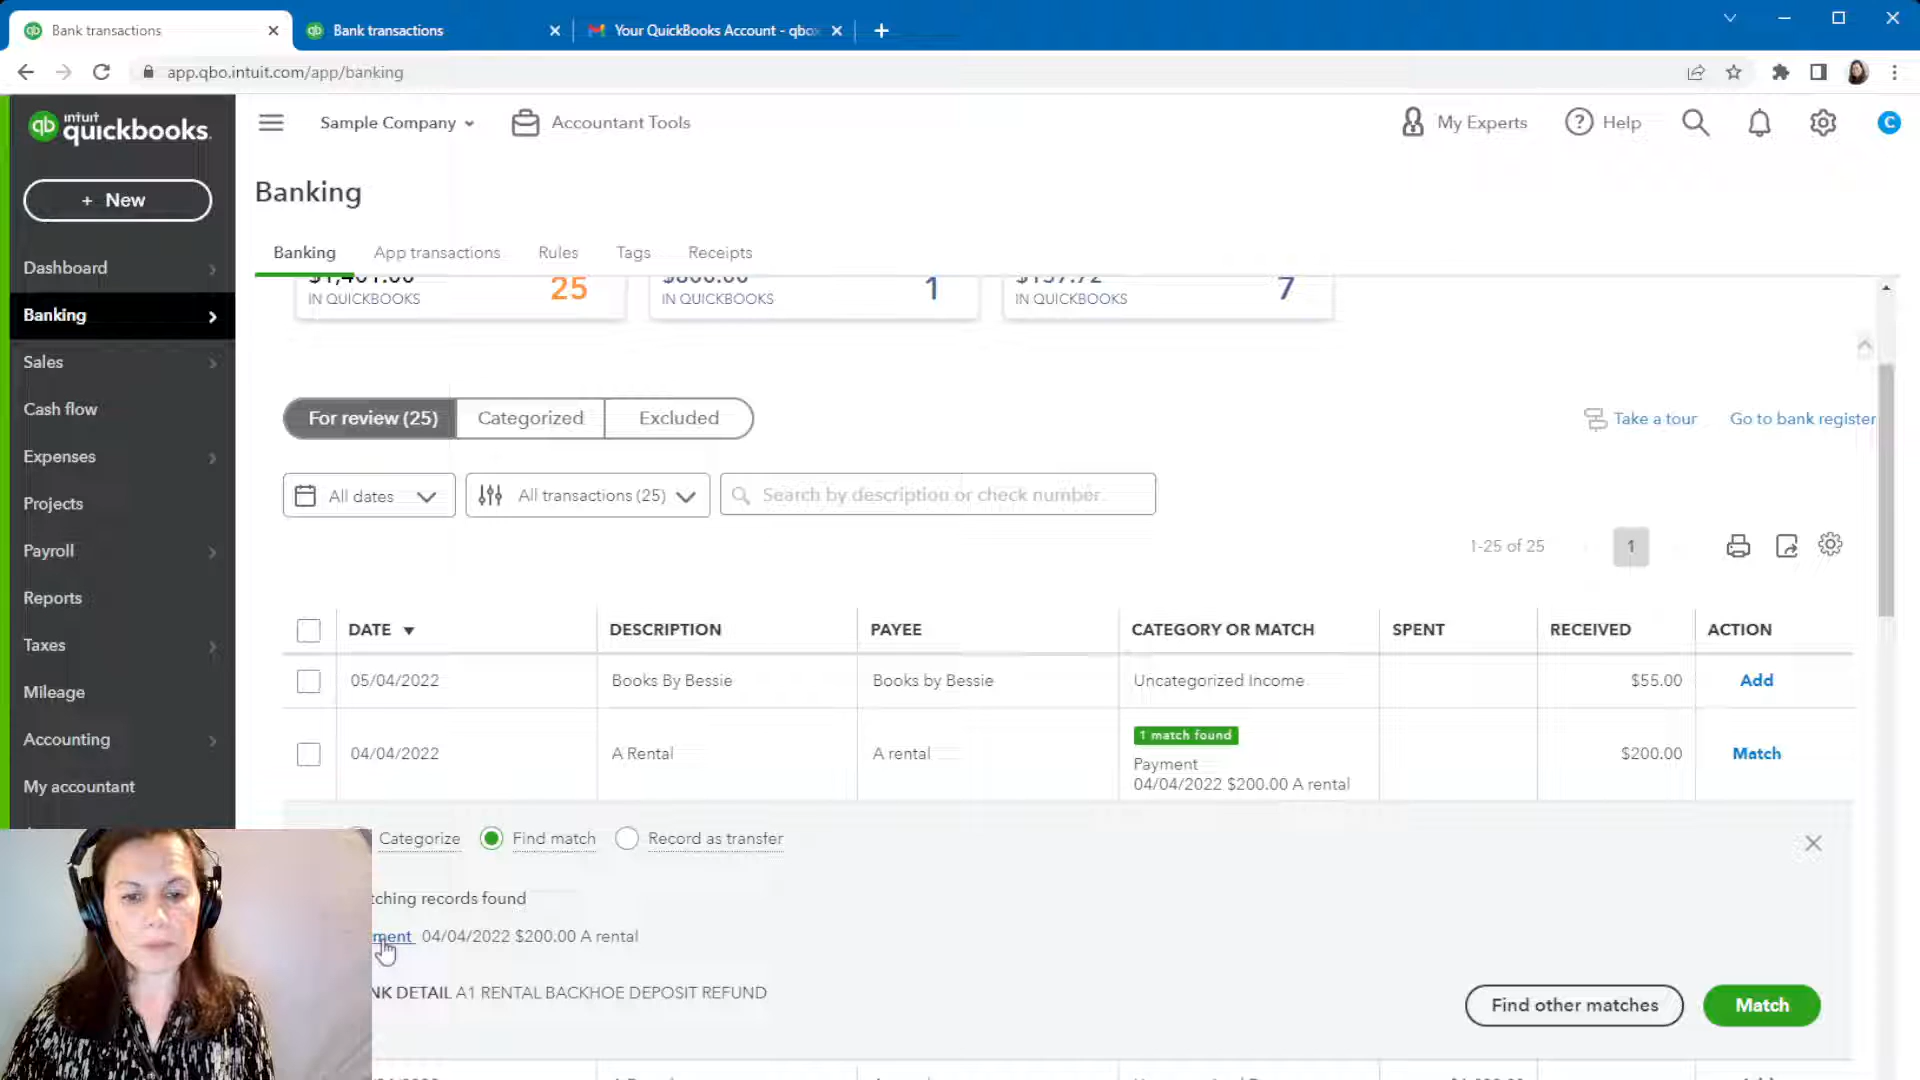 Bank transactions
Bank transactions
Your QuickBooks Account - qbo
app.qbo.intuit.com/app/banking
qb intuit quickbooks.
Sample Company
Accountant Tools
My Experts
Help
C
+ New
Banking
Banking
App transactions
Rules
Tags
Receipts
Dashboard
Banking
Sales
Cash flow
Expenses
Projects
Payroll
Reports
Taxes
Mileage
Accounting
My accountant
25
IN QUICKBOOKS
1
IN QUICKBOOKS
7
IN QUICKBOOKS
For review (25)
Categorized
Excluded
Take a tour
Go to bank register
All dates
All transactions (25)
Search by description or check number
1-25 of 25
1
DATE
DESCRIPTION
PAYEE
CATEGORY OR MATCH
SPENT
RECEIVED
ACTION
05/04/2022
Books By Bessie
Books by Bessie
Uncategorized Income
$55.00
Add
04/04/2022
A Rental
A rental
1 match found
Payment
04/04/2022 $200.00 A rental
$200.00
Match
Categorize
Find match
Record as transfer
tching records found
ment 04/04/2022 $200.00 A rental
NK DETAIL A1 RENTAL BACKHOE DEPOSIT REFUND
Find other matches
Match